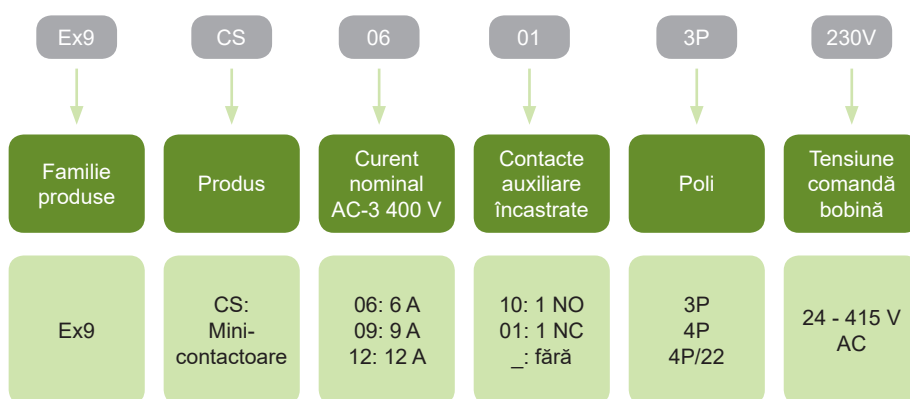 Ex9
CS
06
01
3P
230V
Familie
produse
Produs
Curent
nominal
AC-3 400 V
Contacte
auxiliare
încastrate
Poli
Tensiune
comandă
bobină
Ex9
CS:
Mini-
contactoare
06: 6 A
09: 9 A
12: 12 A
10: 1 NO
01: 1 NC
_: fără
3P
4P
4P/22
24 - 415 V
AC